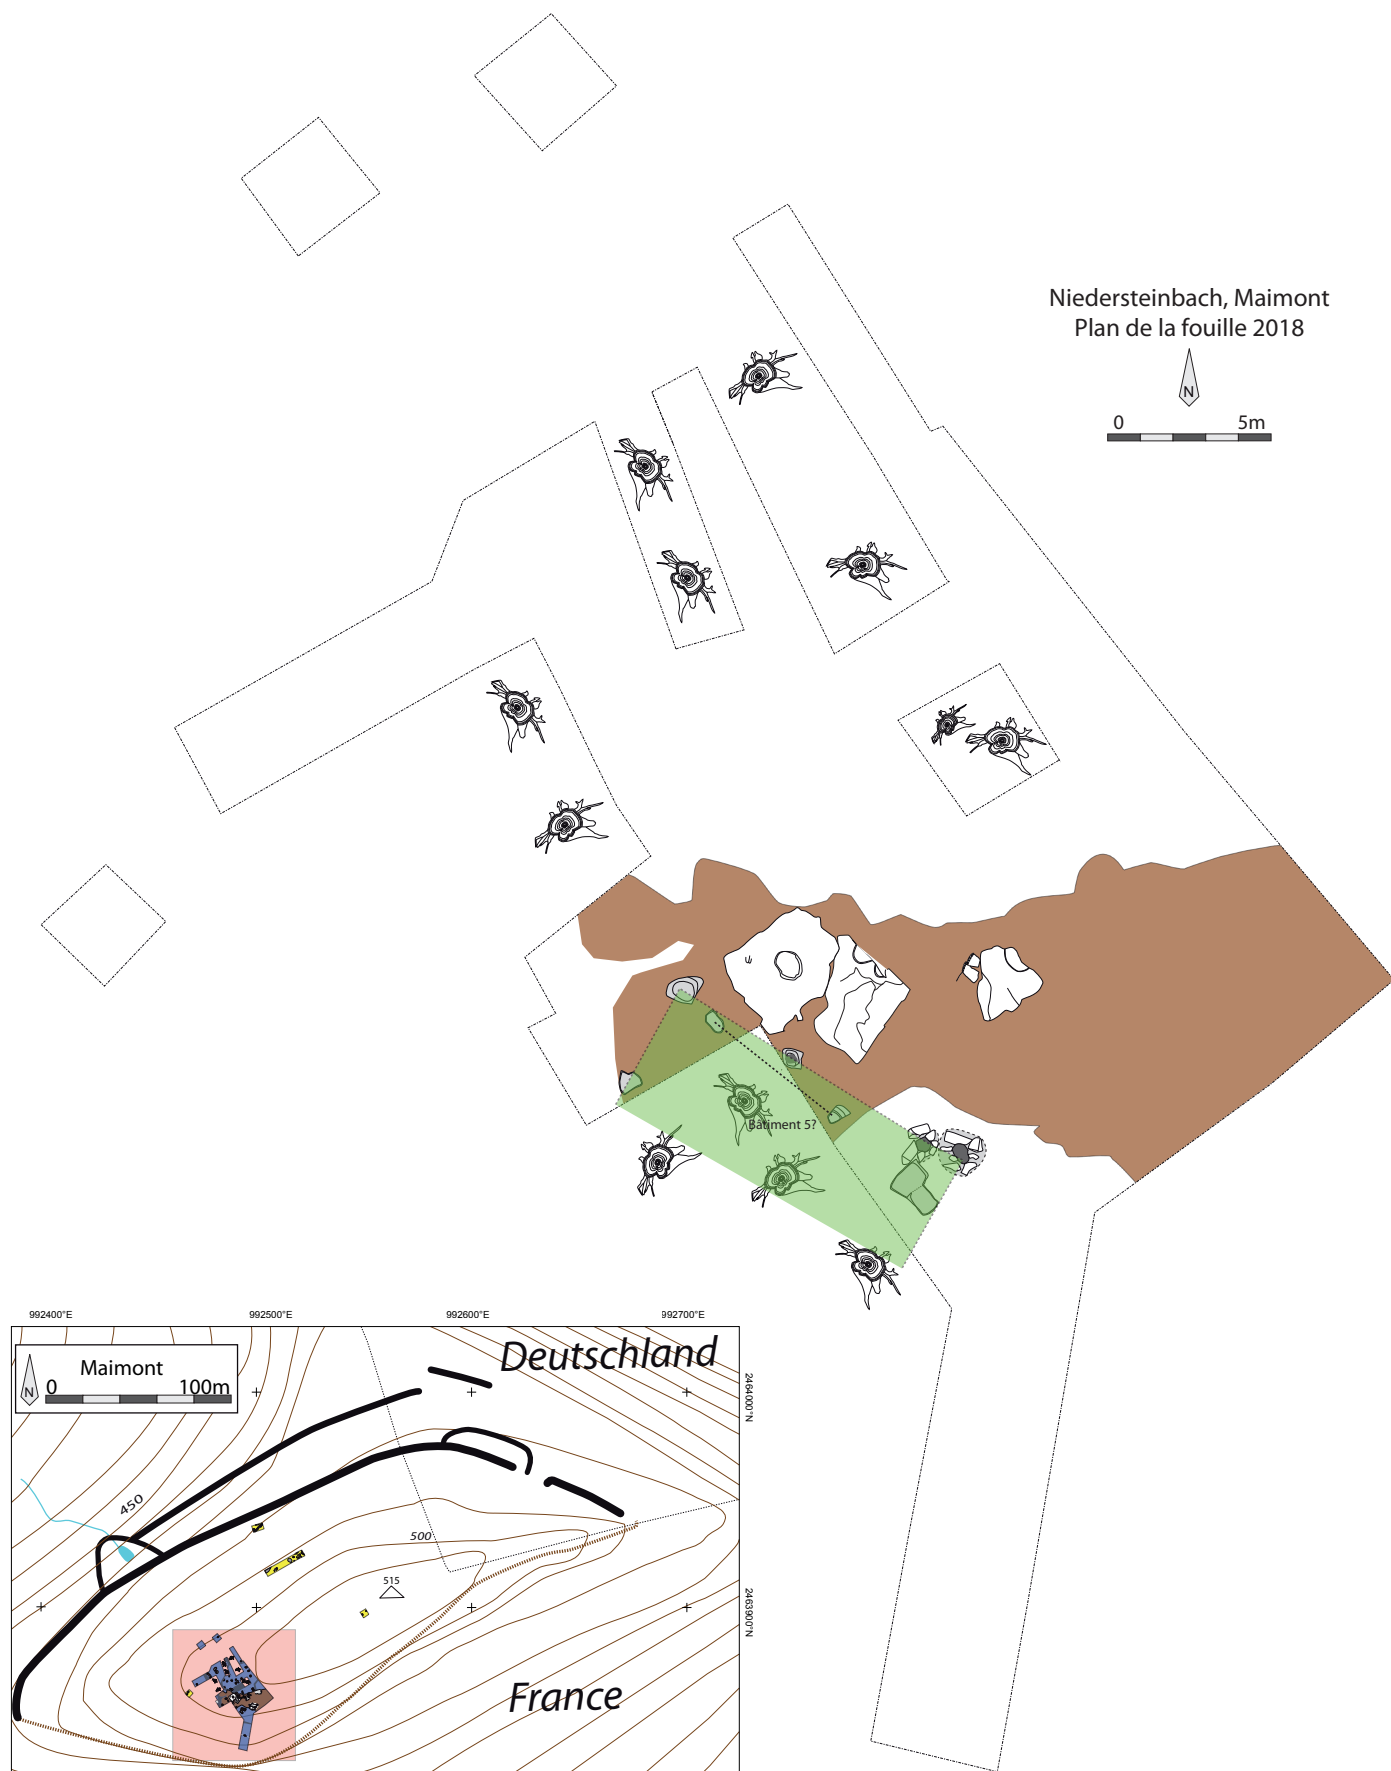 Niedersteinbach, Maimont
Plan de la fouille 2018
N
0 5m
Bâtiment 5?
992400°E 992500°E 992600°E 992700°E
Maimont
N
0 100m
Deutschland
2464000°N
450
500
515
2463900°N
France